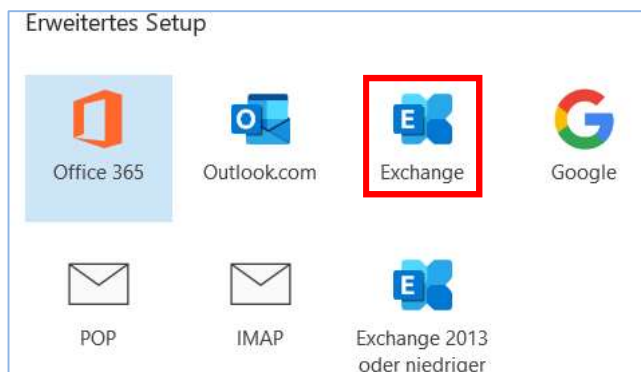 Erweitertes Setup
Office 365
Outlook.com
Exchange
Google
POP
IMAP
Exchange 2013
oder niedriger